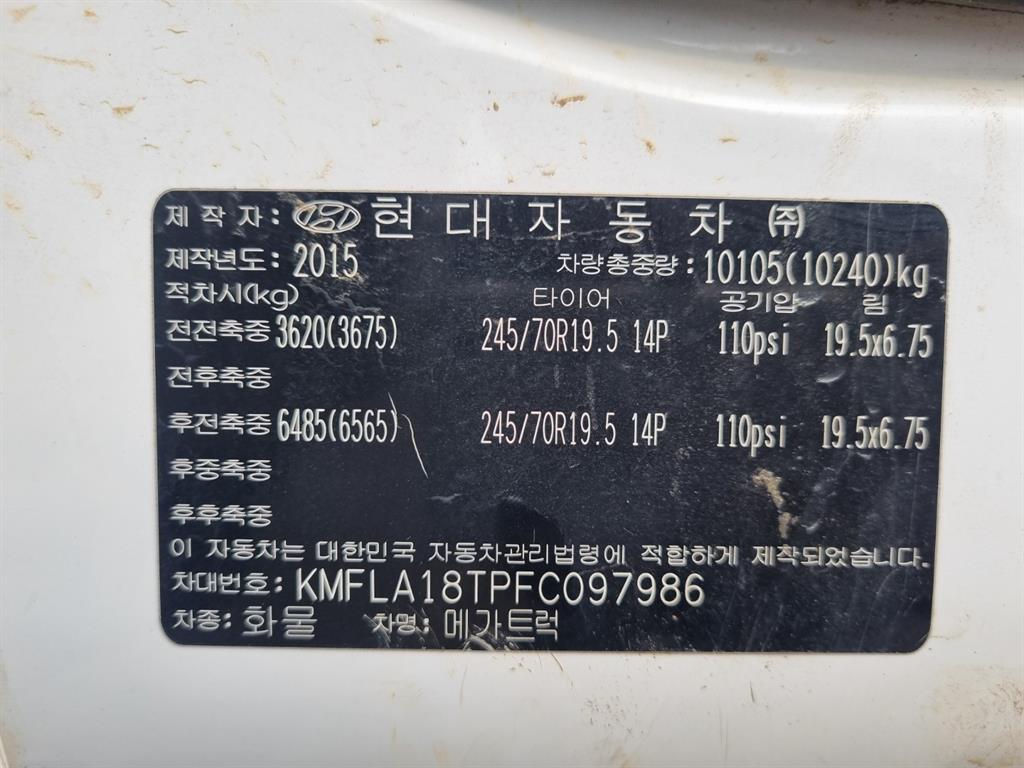 제작자: 현대자동차 ㈜
제작년도: 2015 차량총중량: 10105(10240)kg
적차시(kg) 타이어 공기압 림
전전축중 3620(3675) 245/70R19.5 14P 110psi 19.5x6.75
전후축중
후전축중 6485(6565) 245/70R19.5 14P 110psi 19.5x6.75
후중축중
후후축중
이 자동차는 대한민국 자동차관리법령에 적합하게 제작되었습니다.
차대번호: KMFLA18TPFC097986
차종: 화물 차명: 메가트럭